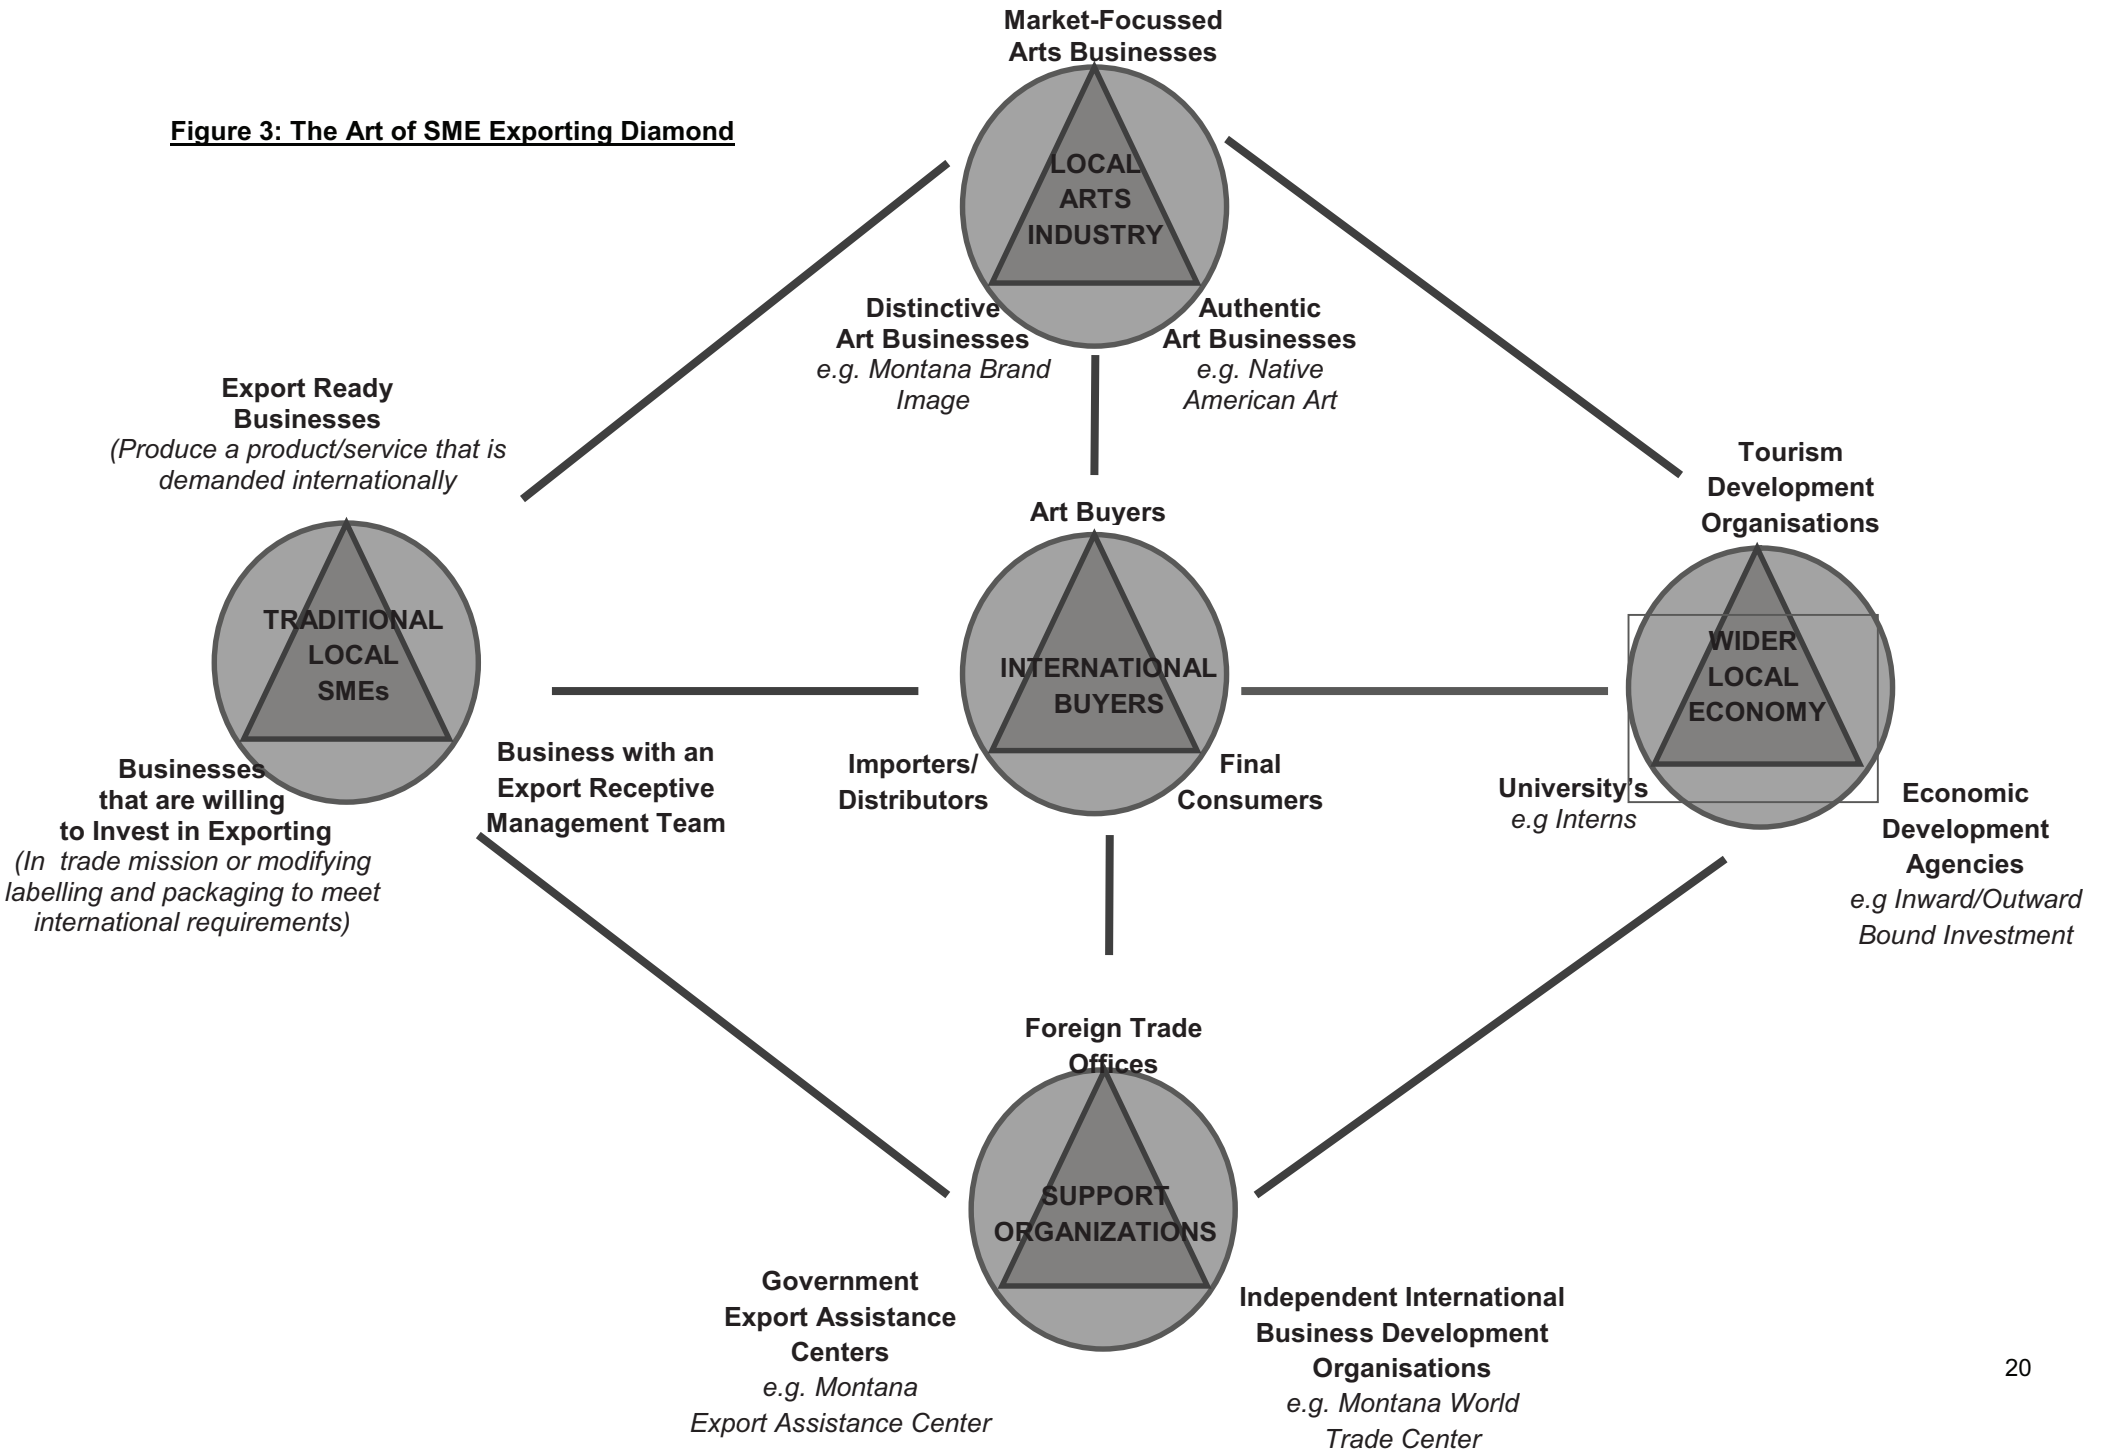 Market-Focussed
Arts Businesses
Figure 3: The Art of SME Exporting Diamond
LOCAL
ARTS
INDUSTRY
Distinctive
Art Businesses
e.g. Montana Brand
Image
Authentic
Art Businesses
e.g. Native
American Art
Export Ready
Businesses
(Produce a product/service that is
demanded internationally
TRADITIONAL
LOCAL
SMEs
Businesses
that are willing
to Invest in Exporting
(In trade mission or modifying
labelling and packaging to meet
international requirements)
Business with an
Export Receptive
Management Team
Art Buyers
INTERNATIONAL
BUYERS
Importers/
Distributors
Final
Consumers
Tourism
Development
Organisations
WIDER
LOCAL
ECONOMY
University's
e.g Interns
Economic
Development
Agencies
e.g Inward/Outward
Bound Investment
Foreign Trade
Offices
SUPPORT
ORGANIZATIONS
Government
Export Assistance
Centers
e.g. Montana
Export Assistance Center
Independent International
Business Development
Organisations
e.g. Montana World
Trade Center
20